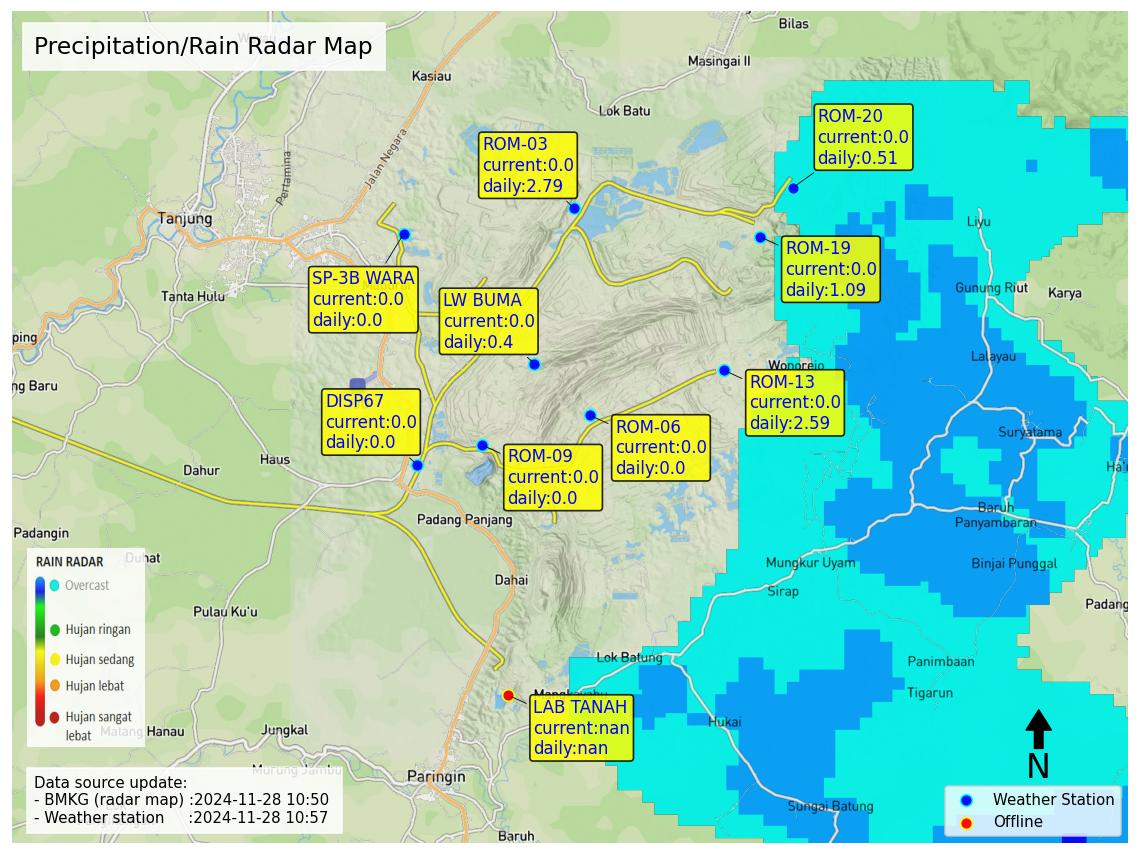 Precipitation/Rain Radar Map
Bilas
Masingai II
Kasiau
Lok Batu
Jalan Negara
Pertamina
Tanjung
Tanta Hulu
ROM-20
current:0.0
daily:0.51
ROM-03
current:0.0
daily:2.79
ROM-19
current:0.0
daily:1.09
SP-3B WARA
current:0.0
daily:0.0
LW BUMA
current:0.0
daily:0.4
Liyu
Gunung Riut
Karya
Lalayau
ping
ng Baru
Wonorejo
ROM-13
current:0.0
daily:2.59
DISP67
current:0.0
daily:0.0
ROM-06
current:0.0
daily:0.0
ROM-09
current:0.0
daily:0.0
Suryatama
Haus
Dahur
Padang Panjang
Baruh
Panyambaran
Padangin
Duhat
Mungkur Uyam
Binjai Punggal
Dahai
Sirap
Padang
Pulau Ku'u
Lok Batung
Panimbaan
Tigarun
Hukai
LAB TANAH
current:nan
daily:nan
RAIN RADAR
Overcast
Hujan ringan
Hujan sedang
Hujan lebat
Hujan sangat
lebat
Matang Hanau
Jungkal
Murung Jambu
Paringin
Baruh
Sungai Batung
N
Data source update:
- BMKG (radar map) :2024-11-28 10:50
- Weather station :2024-11-28 10:57
Weather Station
Offline